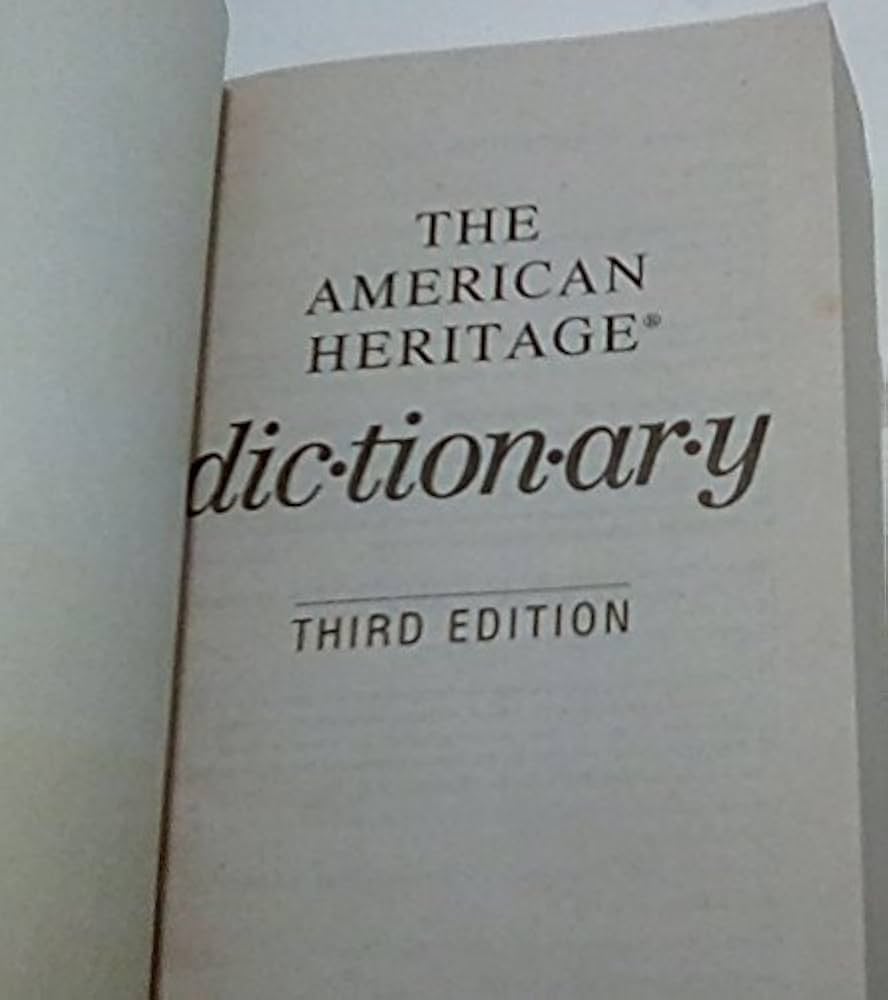 THE
AMERICAN
HERITAGE®
dic·tion·ar·y
THIRD EDITION